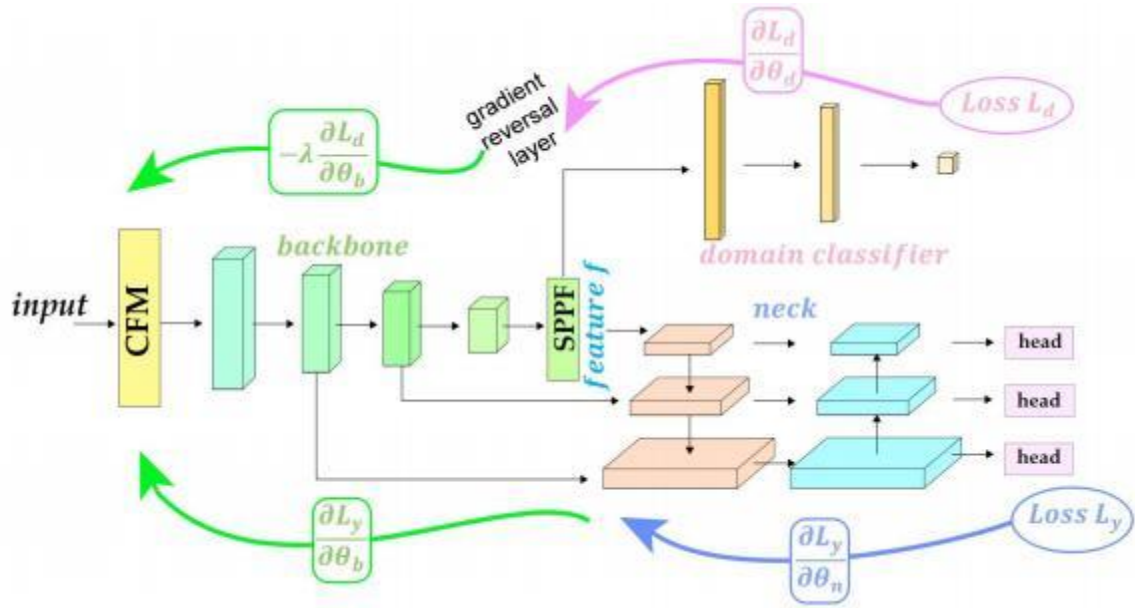 ∂L_d
∂θ_d
Loss L_d
gradient
reversal
layer
−λ ∂L_d
∂θ_b
backbone
domain classifier
input
CFM
SPPF
feature f
neck
head
head
head
∂L_y
∂θ_b
∂L_y
∂θ_n
Loss L_y